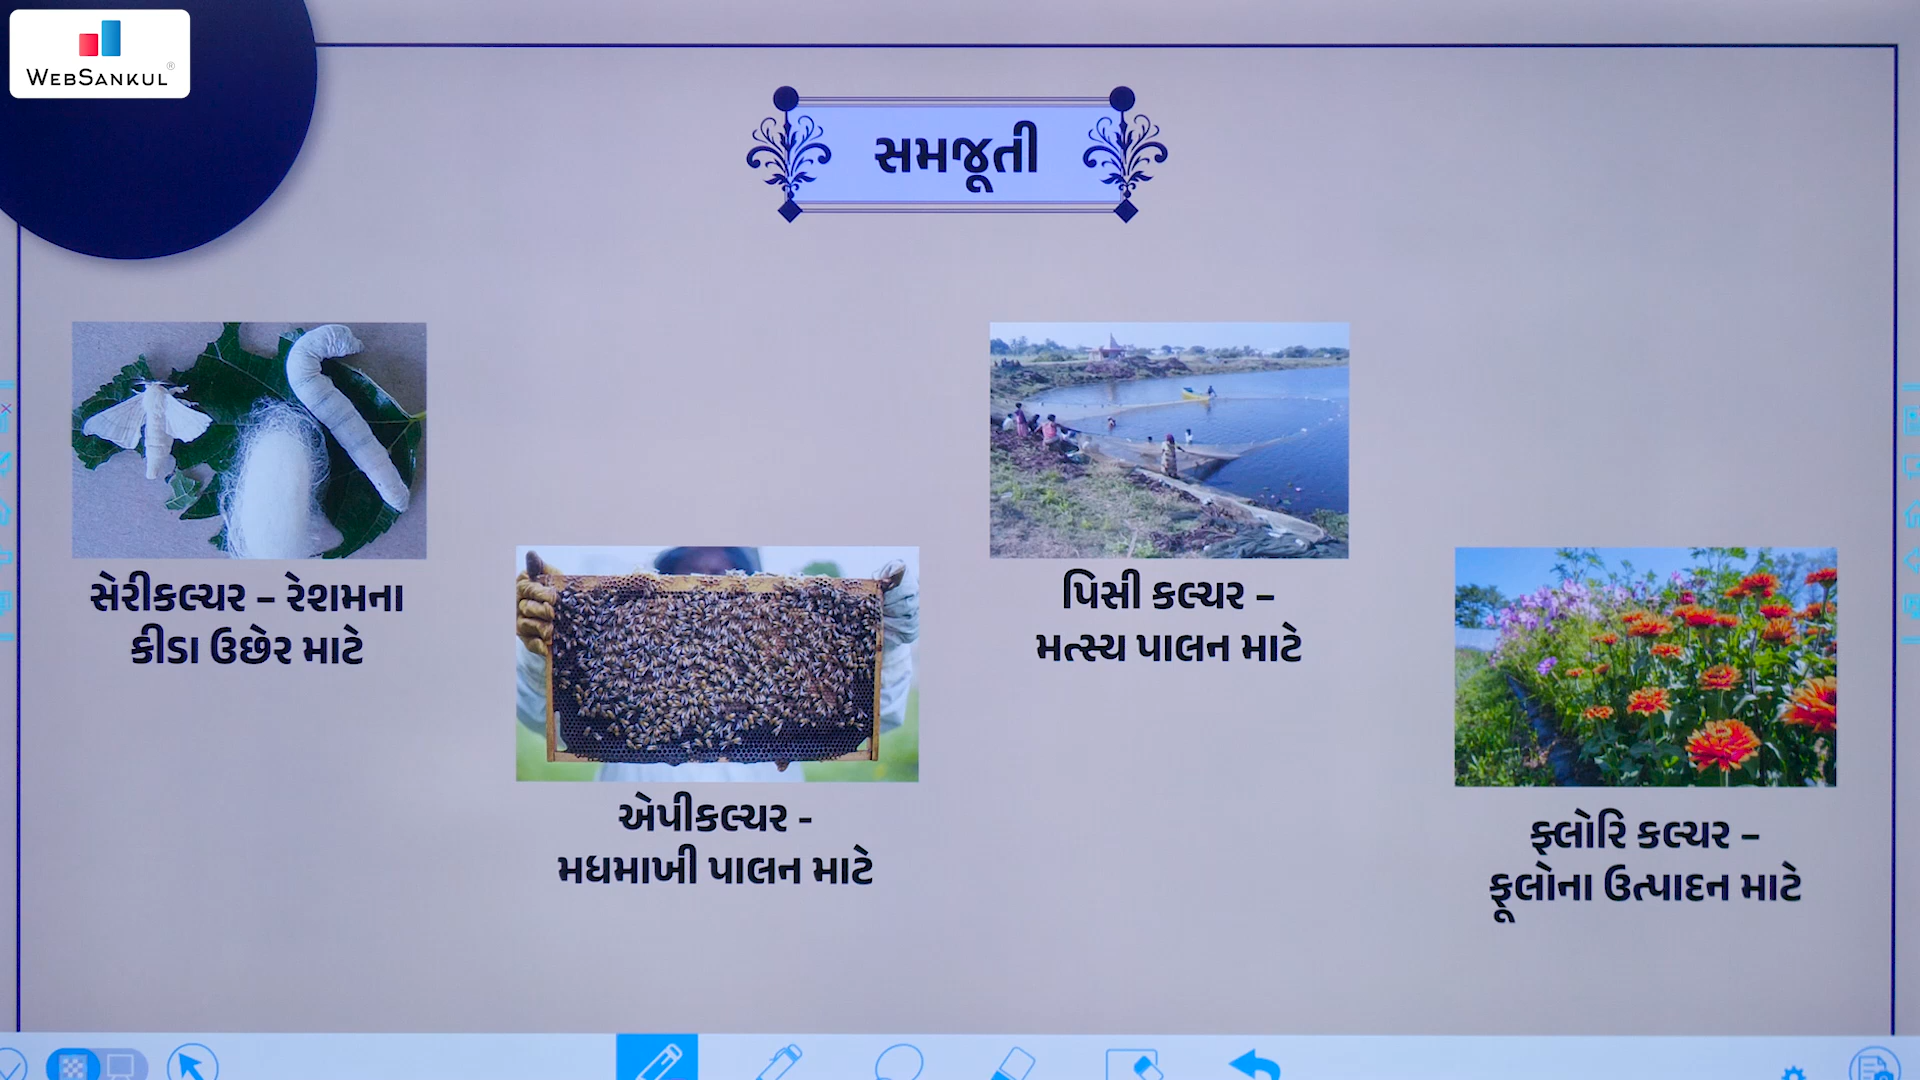 WEBSANKUL®
સમજૂતી
સેરીકલ્ચર – રેશમના
કીડા ઉછેર માટે
એપીકલ્ચર -
મધમાખી પાલન માટે
પિસી કલ્ચર –
મત્સ્ય પાલન માટે
ફ્લોરિ કલ્ચર –
ફૂલોના ઉત્પાદન માટે